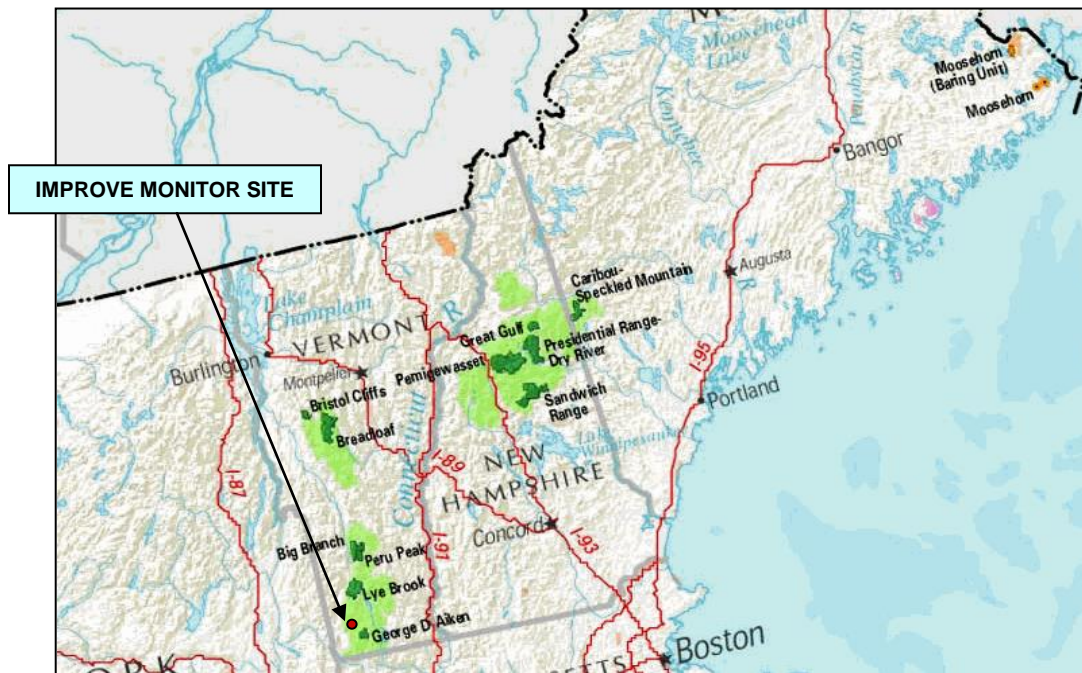 M
Moosehead
Lake
Penobscot R
Kennebec
Moosehorn
(Baring Unit)
Moosehorn
Bangor
IMPROVE MONITOR SITE
Augusta
R
Caribou-
Speckled Mountain
Lake
Champlain
VERMONT
R
Great Gulf
Presidential Range-
Dry River
Pemigewasset
Burlington
Montpelier
I-95
Portland
Sandwich
Range
Bristol Cliffs
Breadloaf
Lake
Winnipesaukee
Connecticut
I-87
I-89
NEW
HAMPSHIRE
Concord
I-93
I-91
Big Branch
Peru Peak
Lye Brook
George D Aiken
Boston
ORK
ETTS